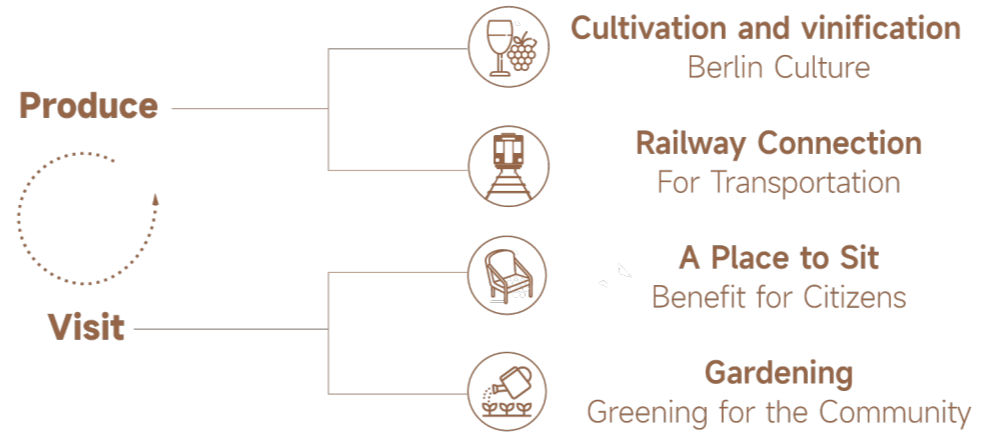 Produce
Cultivation and vinification
Berlin Culture
Railway Connection
For Transportation
Visit
A Place to Sit
Benefit for Citizens
Gardening
Greening for the Community